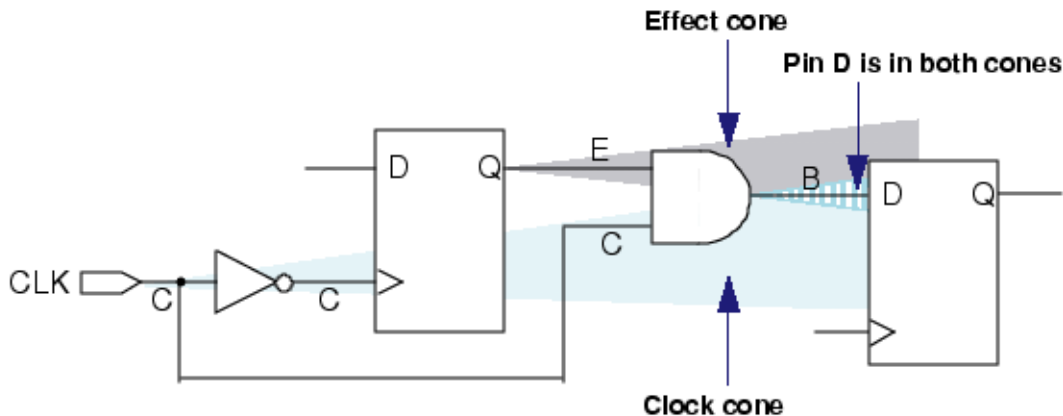 Effect cone
Pin D is in both cones
E
D
Q
B
D
Q
C
CLK
C
C
Clock cone